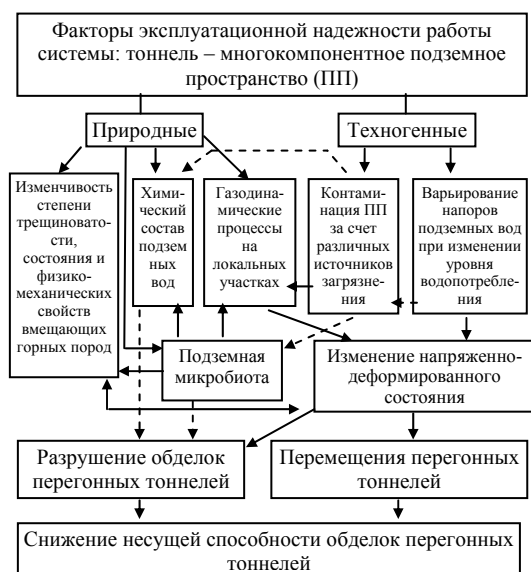 Факторы эксплуатационной надежности работы
системы: тоннель – многокомпонентное подземное
пространство (ПП)
Природные
Техногенные
Изменчивость
степени
трещиновато-
сти,
состояния и
физико-
механических
свойств
вмещающих
горных пород
Хими-
ческий
состав
подзем
ных
вод
Газодина-
мические
процессы
на
локальных
участках
Контами-
нация ПП
за счет
различных
источников
загрязне-
ния
Варьирование
напоров
подземных вод
при изменении
уровня
водопотребле-
ния
Подземная
микробиота
Изменение напряженно-
деформированного
состояния
Разрушение обделок
перегонных тоннелей
Перемещения перегонных
тоннелей
Снижение несущей способности обделок перегонных
тоннелей